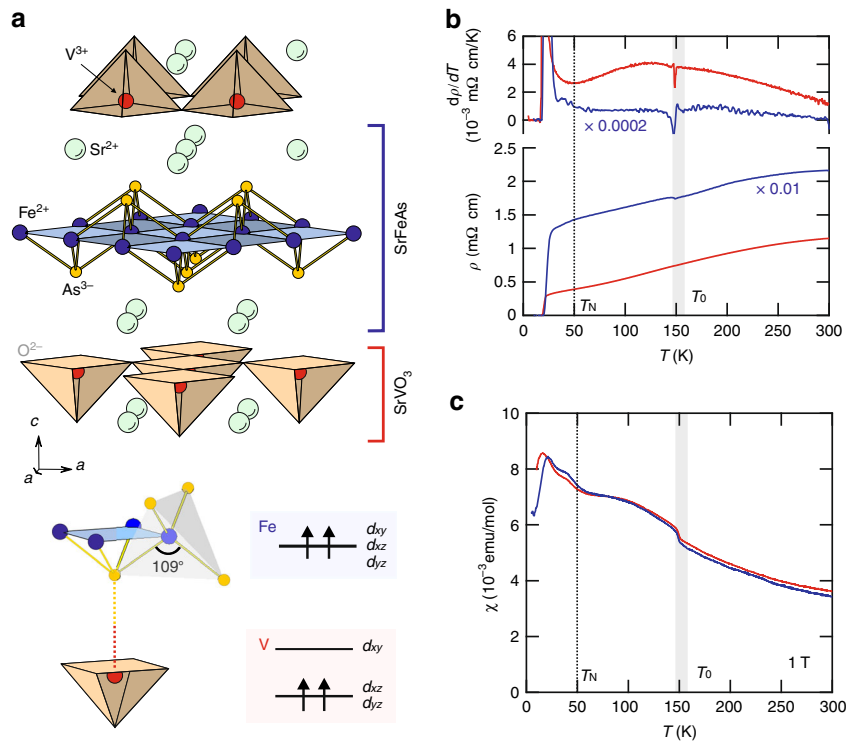 a
V3+
Sr2+
Fe2+
As3–
O2–
SrFeAs
SrVO3
c
a
a
109°
Fe
dxy
dxz
dyz
V
dxy
dxz
dyz
b
dρ/dT
(10–3 mΩ cm/K)
8
4
0
× 0.0002
ρ (mΩ cm)
2.5
2
1.5
1
0.5
0
× 0.01
TN
T0
0 50 100 150 200 250 300
T (K)
c
χ (10–3 emu/mol)
10
8
6
4
2
0
TN
T0
1 T
0 50 100 150 200 250 300
T (K)